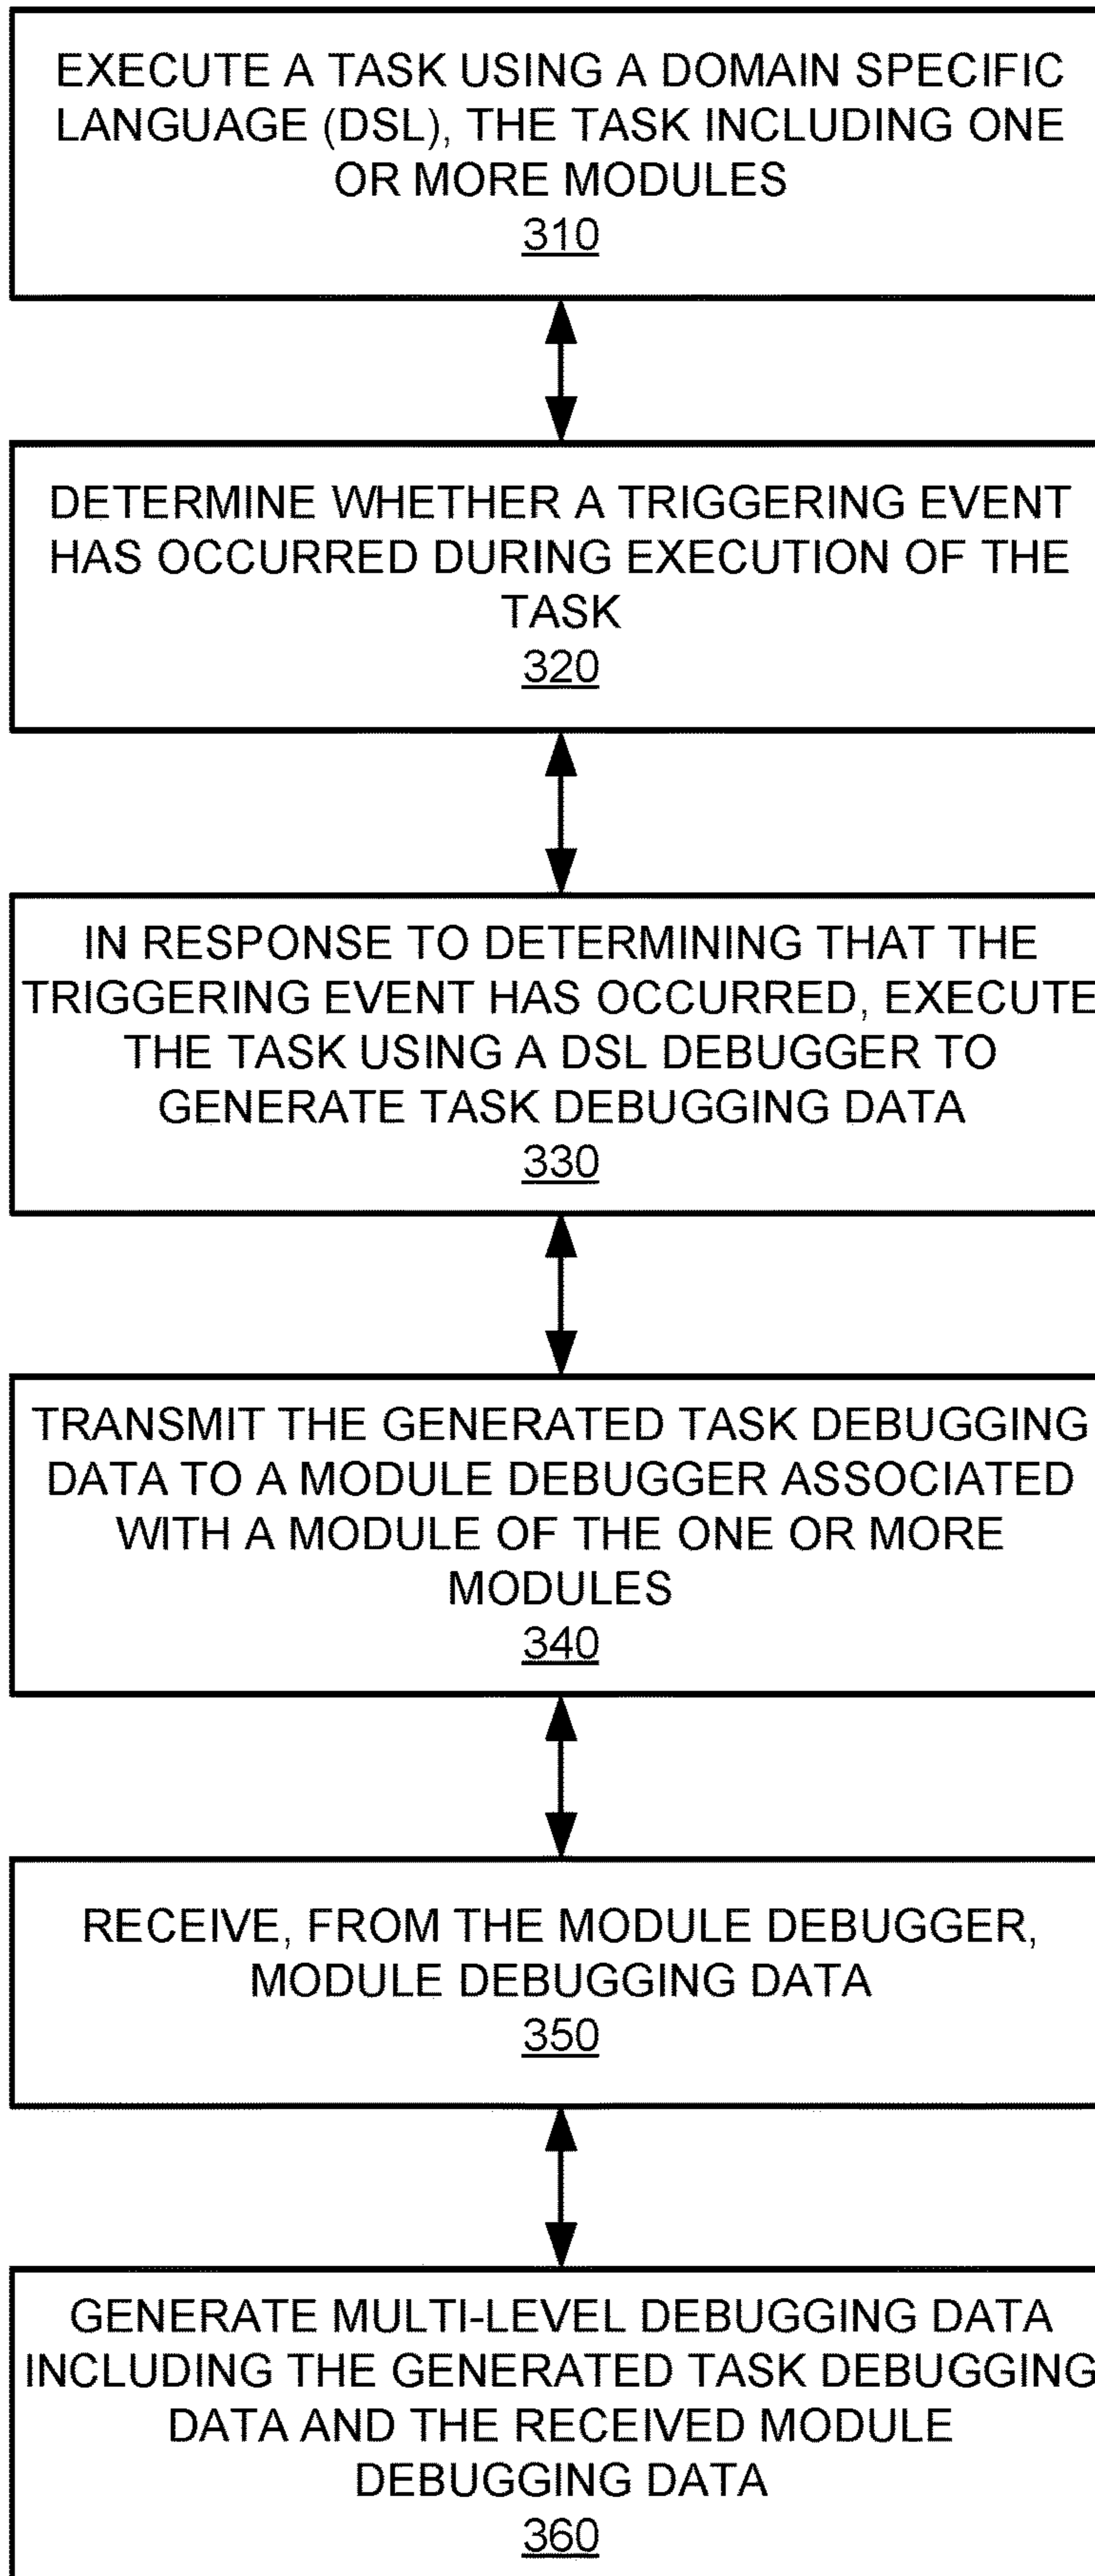 EXECUTE A TASK USING A DOMAIN SPECIFIC
LANGUAGE (DSL), THE TASK INCLUDING ONE
OR MORE MODULES
310
DETERMINE WHETHER A TRIGGERING EVENT
HAS OCCURRED DURING EXECUTION OF THE
TASK
320
IN RESPONSE TO DETERMINING THAT THE
TRIGGERING EVENT HAS OCCURRED, EXECUTE
THE TASK USING A DSL DEBUGGER TO
GENERATE TASK DEBUGGING DATA
330
TRANSMIT THE GENERATED TASK DEBUGGING
DATA TO A MODULE DEBUGGER ASSOCIATED
WITH A MODULE OF THE ONE OR MORE
MODULES
340
RECEIVE, FROM THE MODULE DEBUGGER,
MODULE DEBUGGING DATA
350
GENERATE MULTI-LEVEL DEBUGGING DATA
INCLUDING THE GENERATED TASK DEBUGGING
DATA AND THE RECEIVED MODULE
DEBUGGING DATA
360